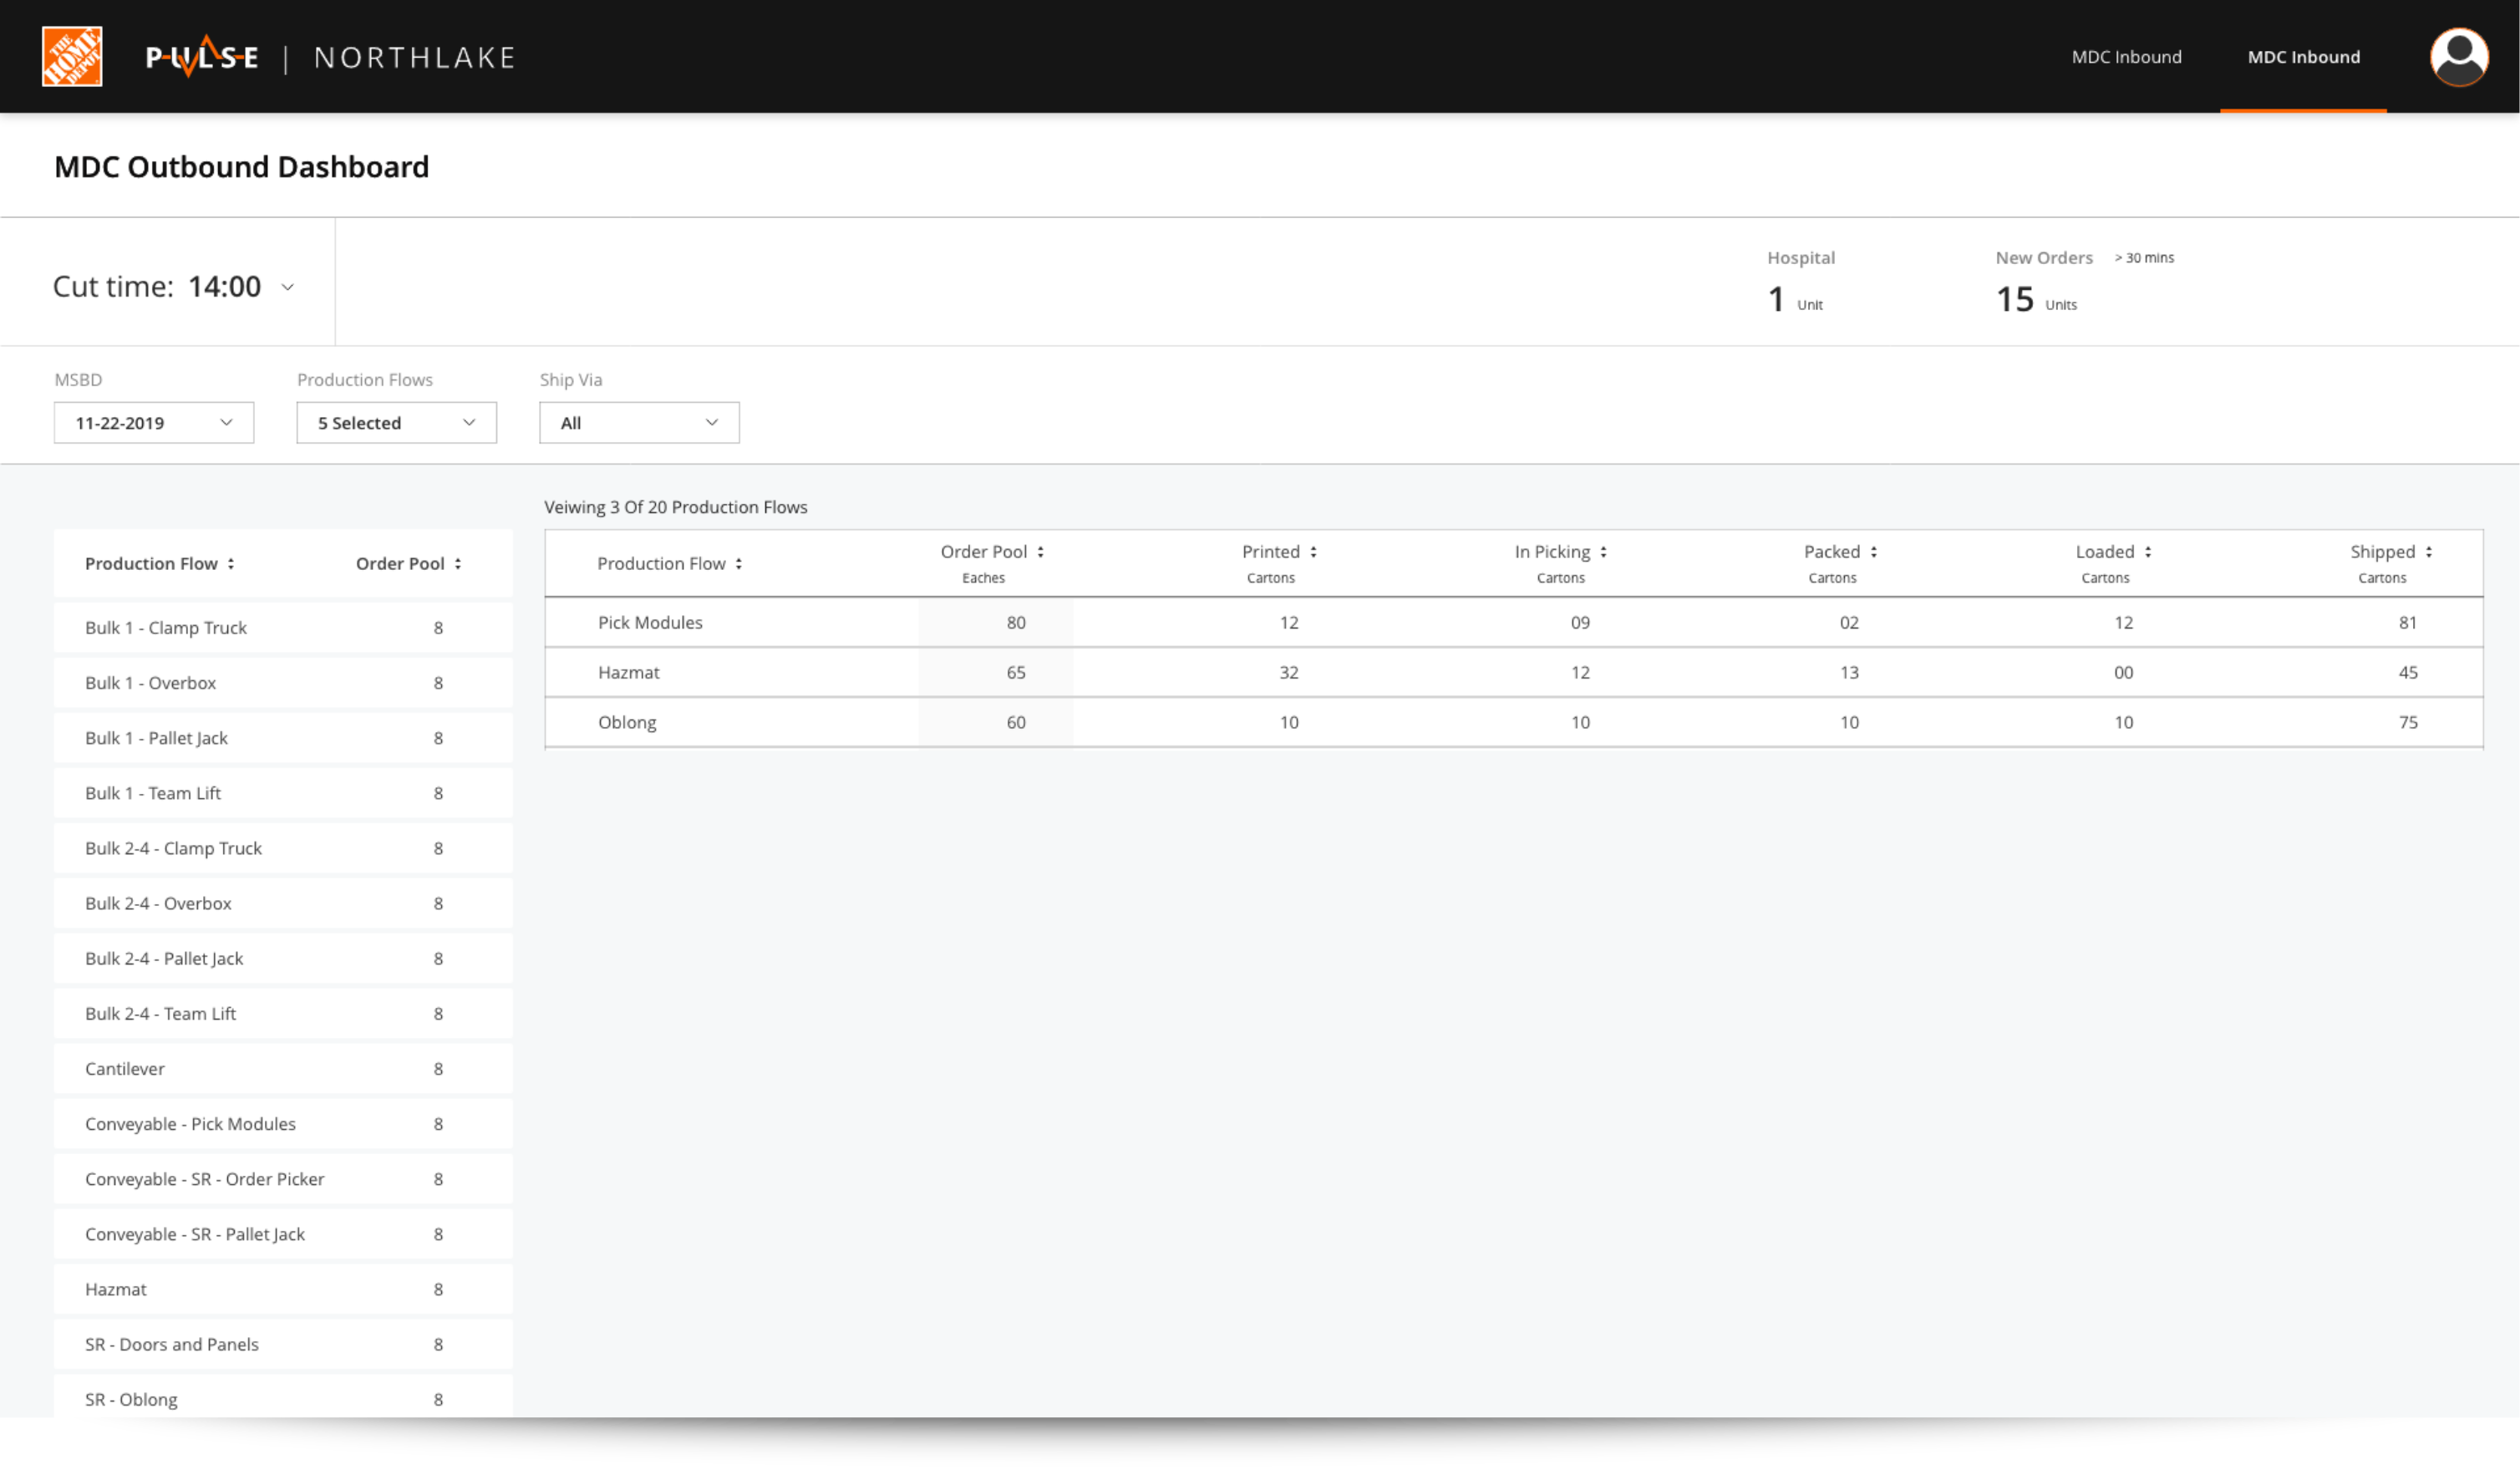 THE HOME DEPOT
PULSE | NORTHLAKE
MDC Inbound
MDC Inbound
MDC Outbound Dashboard
Cut time: 14:00
Hospital
1 Unit
New Orders > 30 mins
15 Units
MSBD
11-22-2019
Production Flows
5 Selected
Ship Via
All
Production Flow Order Pool
Bulk 1 - Clamp Truck 8
Bulk 1 - Overbox 8
Bulk 1 - Pallet Jack 8
Bulk 1 - Team Lift 8
Bulk 2-4 - Clamp Truck 8
Bulk 2-4 - Overbox 8
Bulk 2-4 - Pallet Jack 8
Bulk 2-4 - Team Lift 8
Cantilever 8
Conveyable - Pick Modules 8
Conveyable - SR - Order Picker 8
Conveyable - SR - Pallet Jack 8
Hazmat 8
SR - Doors and Panels 8
SR - Oblong 8
Veiwing 3 Of 20 Production Flows
Production Flow Order Pool Printed In Picking Packed Loaded Shipped
Eaches Cartons Cartons Cartons Cartons Cartons
Pick Modules 80 12 09 02 12 81
Hazmat 65 32 12 13 00 45
Oblong 60 10 10 10 10 75